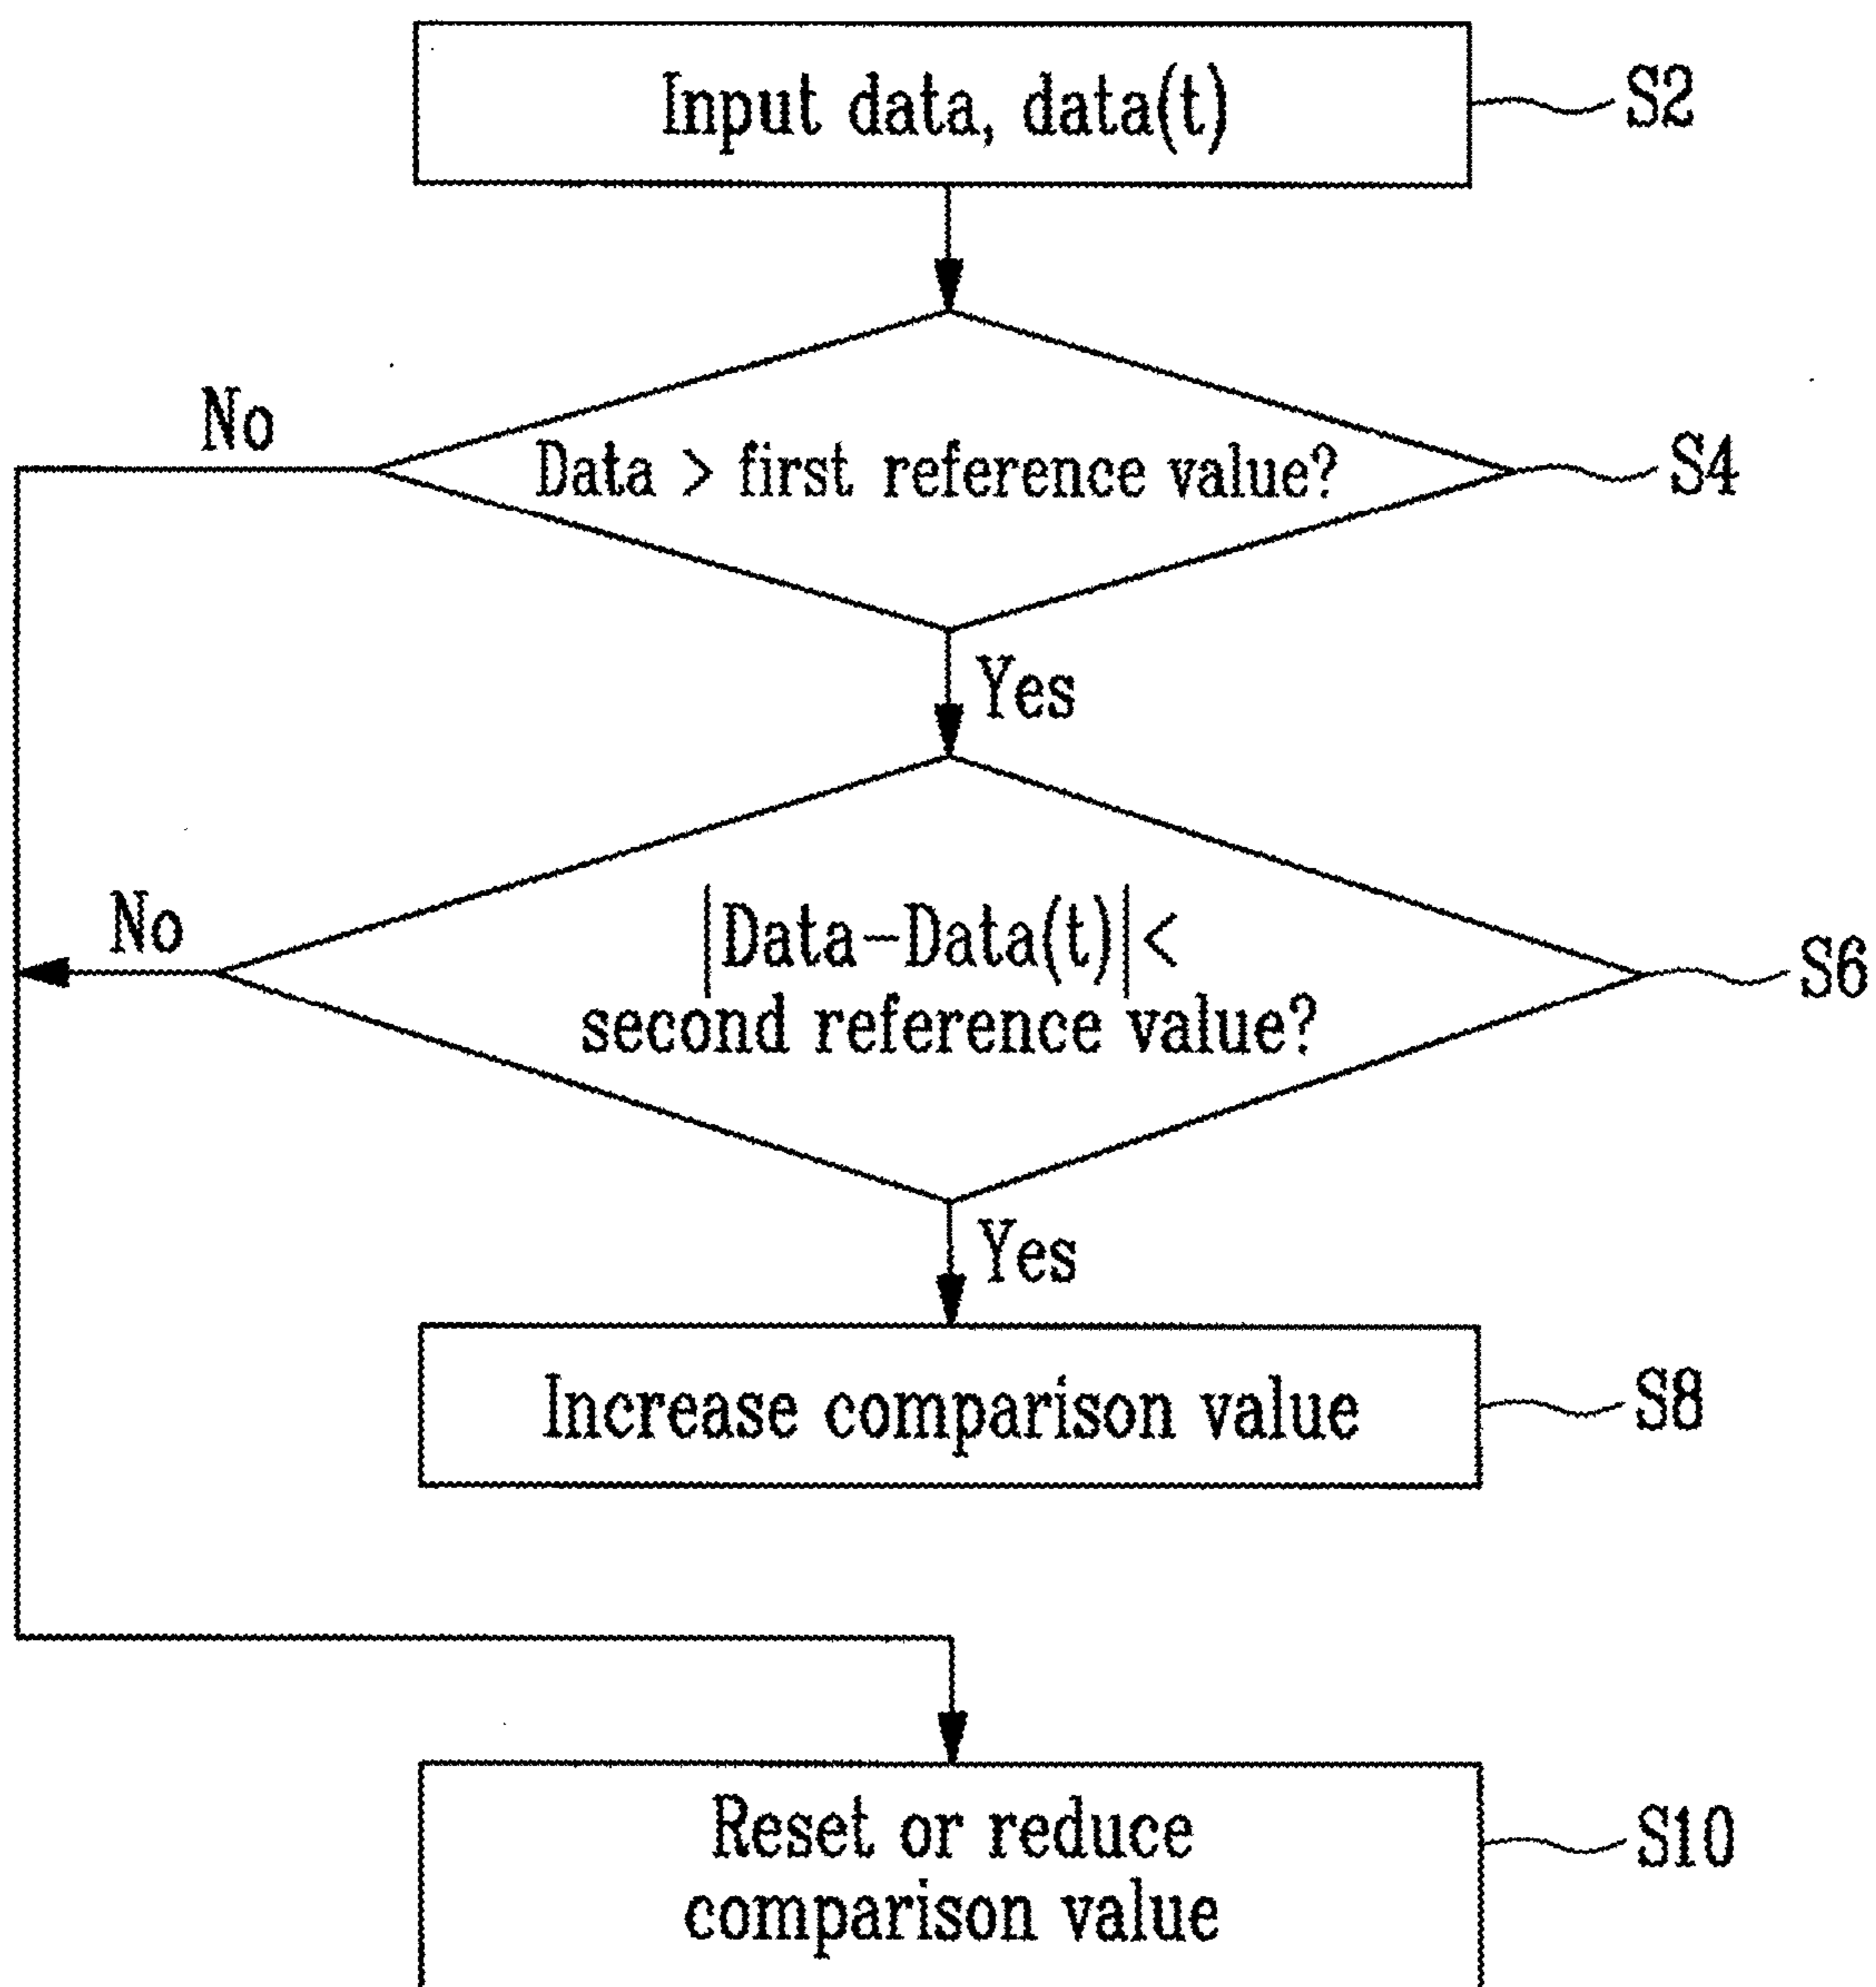 Input data, data(t)
S2
No
Data > first reference value?
S4
Yes
No
|Data-Data(t)|<
second reference value?
S6
Yes
Increase comparison value
S8
Reset or reduce
comparison value
S10